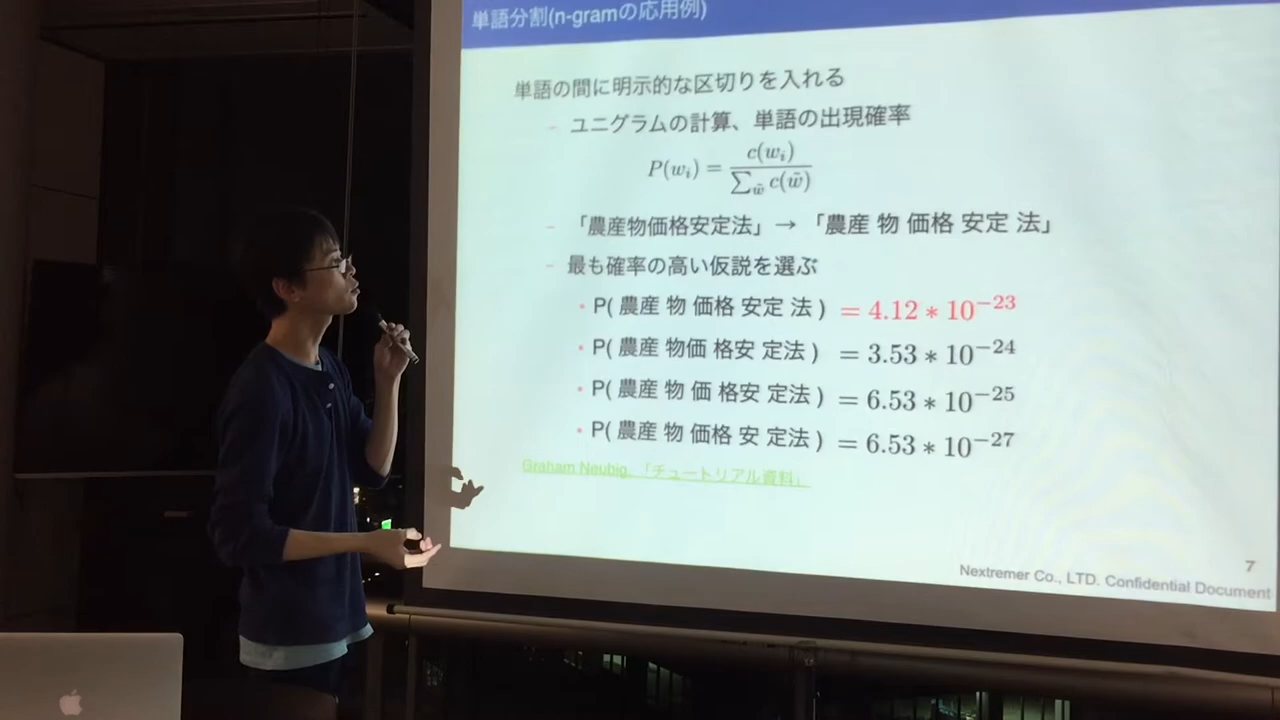 単語分割(n-gramの応用例)
単語の間に明示的な区切りを入れる
- ユニグラムの計算、単語の出現確率
P(w_i) = c(w_i) / ∑_w̃ c(w̃)
- 「農産物価格安定法」→ 「農産 物 価格 安定 法」
- 最も確率の高い仮説を選ぶ
• P( 農産 物 価格 安定 法 ) = 4.12 * 10^−23
• P( 農産 物価 格安 定法 ) = 3.53 * 10^−24
• P( 農産 物 価 格安 定法 ) = 6.53 * 10^−25
• P( 農産 物 価格 安 定法 ) = 6.53 * 10^−27
Graham Neubig, 「チュートリアル資料」
7
Nextremer Co., LTD. Confidential Document